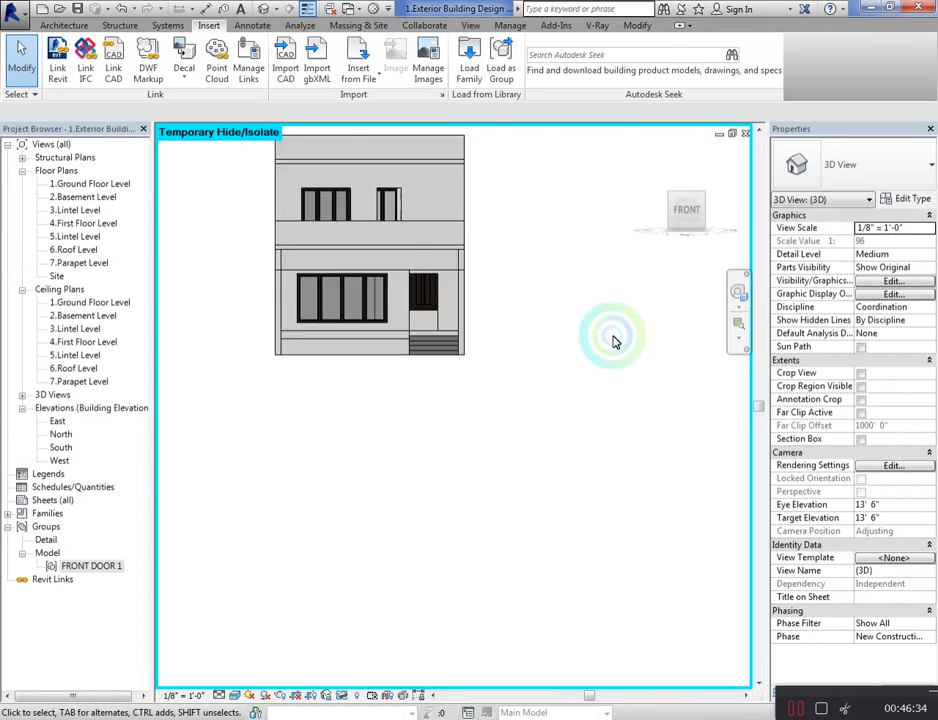 1.Exterior Building Design ...
Type a keyword or phrase
Sign In
Architecture Structure Systems Insert Annotate Analyze Massing & Site Collaborate View Manage Add-Ins V-Ray Modify
Modify
Link Revit
Link IFC
Link CAD
DWF Markup
Decal
Point Cloud
Manage Links
Import CAD
Import gbXML
Insert from File
Image
Manage Images
Load Family
Load as Group
Search Autodesk Seek
Find and download building product models, drawings, and specs
Select
Link
Import
Load from Library
Autodesk Seek
Project Browser - 1.Exterior Buildi...
Views (all)
Structural Plans
Floor Plans
1.Ground Floor Level
2.Basement Level
3.Lintel Level
4.First Floor Level
5.Lintel Level
6.Roof Level
7.Parapet Level
Site
Ceiling Plans
1.Ground Floor Level
2.Basement Level
3.Lintel Level
4.First Floor Level
5.Lintel Level
6.Roof Level
7.Parapet Level
3D Views
Elevations (Building Elevation
East
North
South
West
Legends
Schedules/Quantities
Sheets (all)
Families
Groups
Detail
Model
FRONT DOOR 1
Revit Links
Temporary Hide/Isolate
FRONT
Properties
3D View
3D View: {3D} Edit Type
Graphics
View Scale 1/8" = 1'-0"
Scale Value 1: 96
Detail Level Medium
Parts Visibility Show Original
Visibility/Graphics... Edit...
Graphic Display O... Edit...
Discipline Coordination
Show Hidden Lines By Discipline
Default Analysis D... None
Sun Path
Extents
Crop View
Crop Region Visible
Annotation Crop
Far Clip Active
Far Clip Offset 1000' 0"
Section Box
Camera
Rendering Settings Edit...
Locked Orientation
Perspective
Eye Elevation 13' 6"
Target Elevation 13' 6"
Camera Position Adjusting
Identity Data
View Template <None>
View Name {3D}
Dependency Independent
Title on Sheet
Phasing
Phase Filter Show All
Phase New Constructi...
1/8" = 1'-0"
Click to select, TAB for alternates, CTRL adds, SHIFT unselects.
:0
Main Model
00:46:34